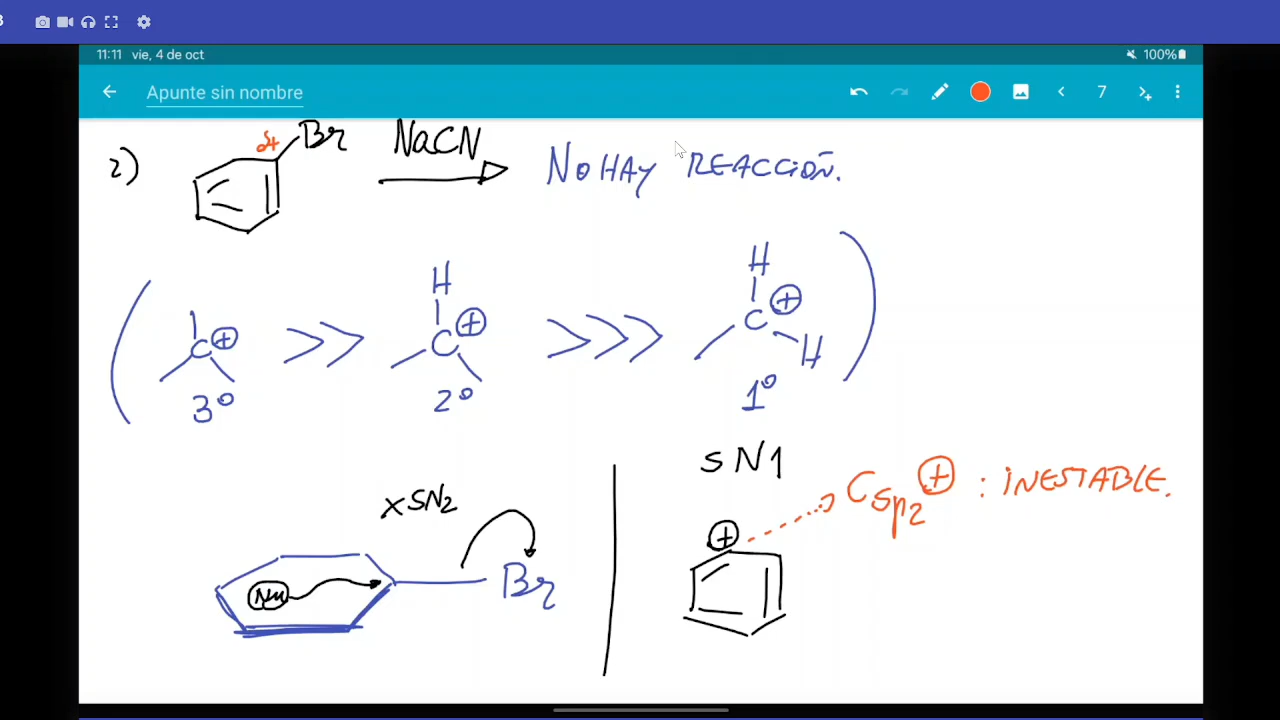 11:11 vie, 4 de oct 100%
Apunte sin nombre 7
2) δ+ Br NaCN NO HAY REACCIÓN.
H H
C + >> C + >>> C + H
3° 2° 1°
xSN2 SN1 Csp2 + : INESTABLE.
Nu Br +